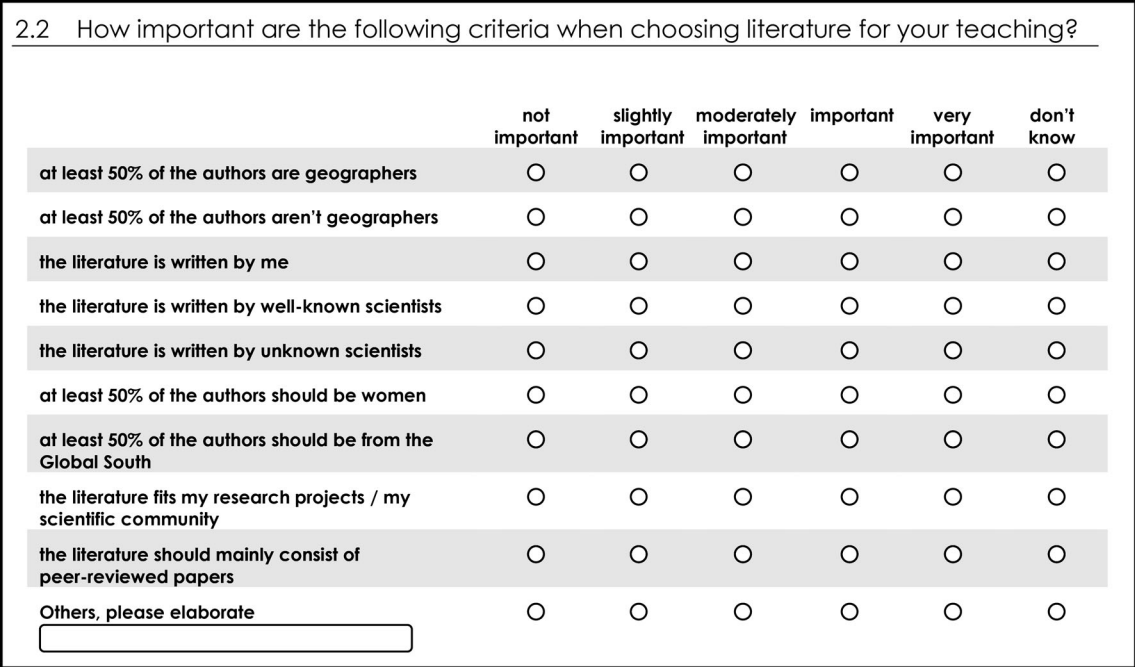 2.2 How important are the following criteria when choosing literature for your teaching?
not important
slightly important
moderately important
important
very important
don't know
at least 50% of the authors are geographers
at least 50% of the authors aren't geographers
the literature is written by me
the literature is written by well-known scientists
the literature is written by unknown scientists
at least 50% of the authors should be women
at least 50% of the authors should be from the
Global South
the literature fits my research projects / my
scientific community
the literature should mainly consist of
peer-reviewed papers
Others, please elaborate